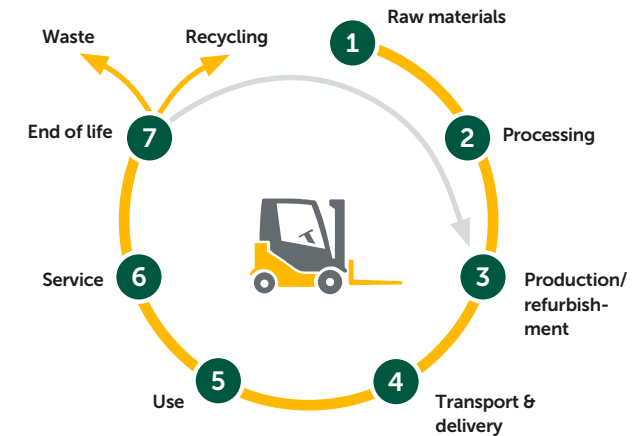 Raw materials
1
2
Processing
3
Production/
refurbish-
ment
4
Transport &
delivery
5
Use
6
Service
7
End of life
Waste
Recycling